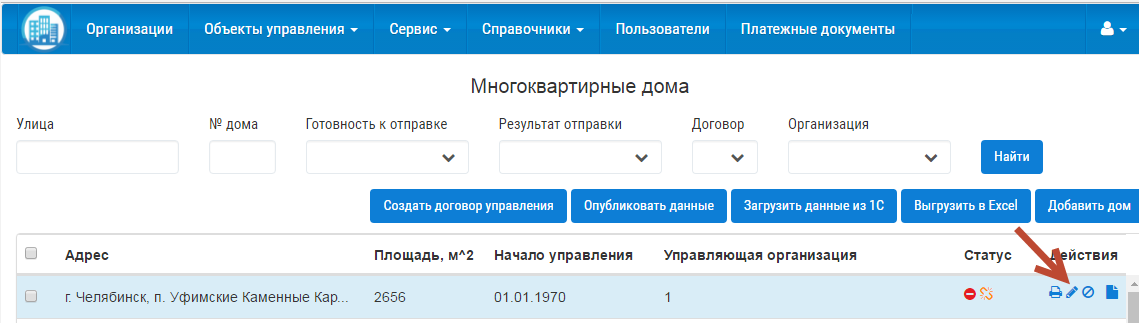 Организации Объекты управления Сервис Справочники Пользователи Платежные документы
Многоквартирные дома
Улица № дома Готовность к отправке Результат отправки Договор Организация
Найти
Создать договор управления Опубликовать данные Загрузить данные из 1С Выгрузить в Excel Добавить дом
Адрес Площадь, м^2 Начало управления Управляющая организация Статус Действия
г. Челябинск, п. Уфимские Каменные Кар... 2656 01.01.1970 1